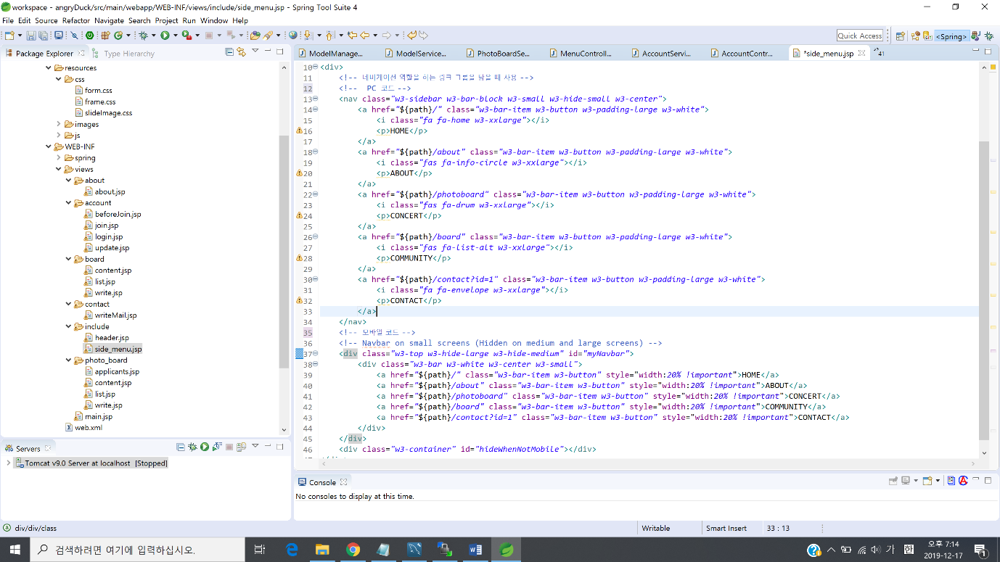 workspace - angryDuck/src/main/webapp/WEB-INF/views/include/side_menu.jsp - Spring Tool Suite 4
File Edit Source Refactor Navigate Search Project Run Window Help
Quick Access
<Spring>
Package Explorer
Type Hierarchy
resources
css
form.css
frame.css
slideImage.css
images
js
WEB-INF
spring
views
about
about.jsp
account
beforeJoin.jsp
join.jsp
login.jsp
update.jsp
board
content.jsp
list.jsp
write.jsp
contact
writeMail.jsp
include
header.jsp
side_menu.jsp
photo_board
applicants.jsp
content.jsp
list.jsp
write.jsp
main.jsp
web.xml
Servers
Tomcat v9.0 Server at localhost [Stopped]
ModelManage... ModelService... PhotoBoardSe... MenuControll... AccountServi... AccountContr... *side_menu.jsp 41
10 <div>
11 <!-- 네비게이션 역할을 하는 링크 그룹을 담을 때 사용 -->
12 <!-- PC 코드 -->
13 <nav class="w3-sidebar w3-bar-block w3-small w3-hide-small w3-center">
14 <a href="${path}/" class="w3-bar-item w3-button w3-padding-large w3-white">
15 <i class="fa fa-home w3-xxlarge"></i>
16 <p>HOME</p>
17 </a>
18 <a href="${path}/about" class="w3-bar-item w3-button w3-padding-large w3-white">
19 <i class="fas fa-info-circle w3-xxlarge"></i>
20 <p>ABOUT</p>
21 </a>
22 <a href="${path}/photoboard" class="w3-bar-item w3-button w3-padding-large w3-white">
23 <i class="fas fa-drum w3-xxlarge"></i>
24 <p>CONCERT</p>
25 </a>
26 <a href="${path}/board" class="w3-bar-item w3-button w3-padding-large w3-white">
27 <i class="fas fa-list-alt w3-xxlarge"></i>
28 <p>COMMUNITY</p>
29 </a>
30 <a href="${path}/contact?id=1" class="w3-bar-item w3-button w3-padding-large w3-white">
31 <i class="fa fa-envelope w3-xxlarge"></i>
32 <p>CONTACT</p>
33 </a>
34 </nav>
35 <!-- 모바일 코드 -->
36 <!-- Navbar on small screens (Hidden on medium and large screens) -->
37 <div class="w3-top w3-hide-large w3-hide-medium" id="myNavbar">
38 <div class="w3-bar w3-white w3-center w3-small">
39 <a href="${path}/" class="w3-bar-item w3-button" style="width:20% !important">HOME</a>
40 <a href="${path}/about" class="w3-bar-item w3-button" style="width:20% !important">ABOUT</a>
41 <a href="${path}/photoboard" class="w3-bar-item w3-button" style="width:20% !important">CONCERT</a>
42 <a href="${path}/board" class="w3-bar-item w3-button" style="width:20% !important">COMMUNITY</a>
43 <a href="${path}/contact?id=1" class="w3-bar-item w3-button" style="width:20% !important">CONTACT</a>
44 </div>
45 </div>
46 <div class="w3-container" id="hideWhenNotMobile"></div>
Console
No consoles to display at this time.
div/div/class
Writable
Smart Insert
33 : 13
검색하려면 여기에 입력하십시오.
가
한
오후 7:14
2019-12-17
1